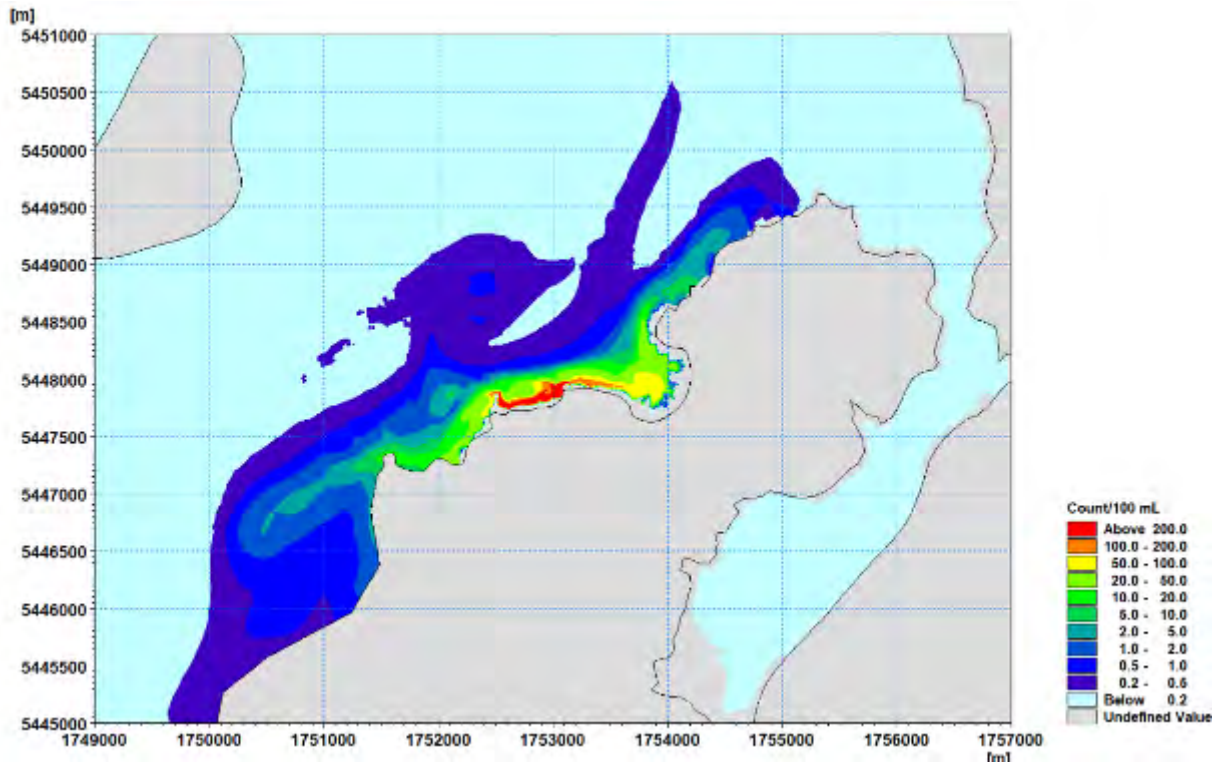 [m]
5451000
5450500
5450000
5449500
5449000
5448500
5448000
5447500
5447000
5446500
5446000
5445500
5445000
1749000 1750000 1751000 1752000 1753000 1754000 1755000 1756000 1757000
[m]
Count/100 mL
Above 200.0
100.0 - 200.0
50.0 - 100.0
20.0 - 50.0
10.0 - 20.0
5.0 - 10.0
2.0 - 5.0
1.0 - 2.0
0.5 - 1.0
0.2 - 0.5
Below 0.2
Undefined Value